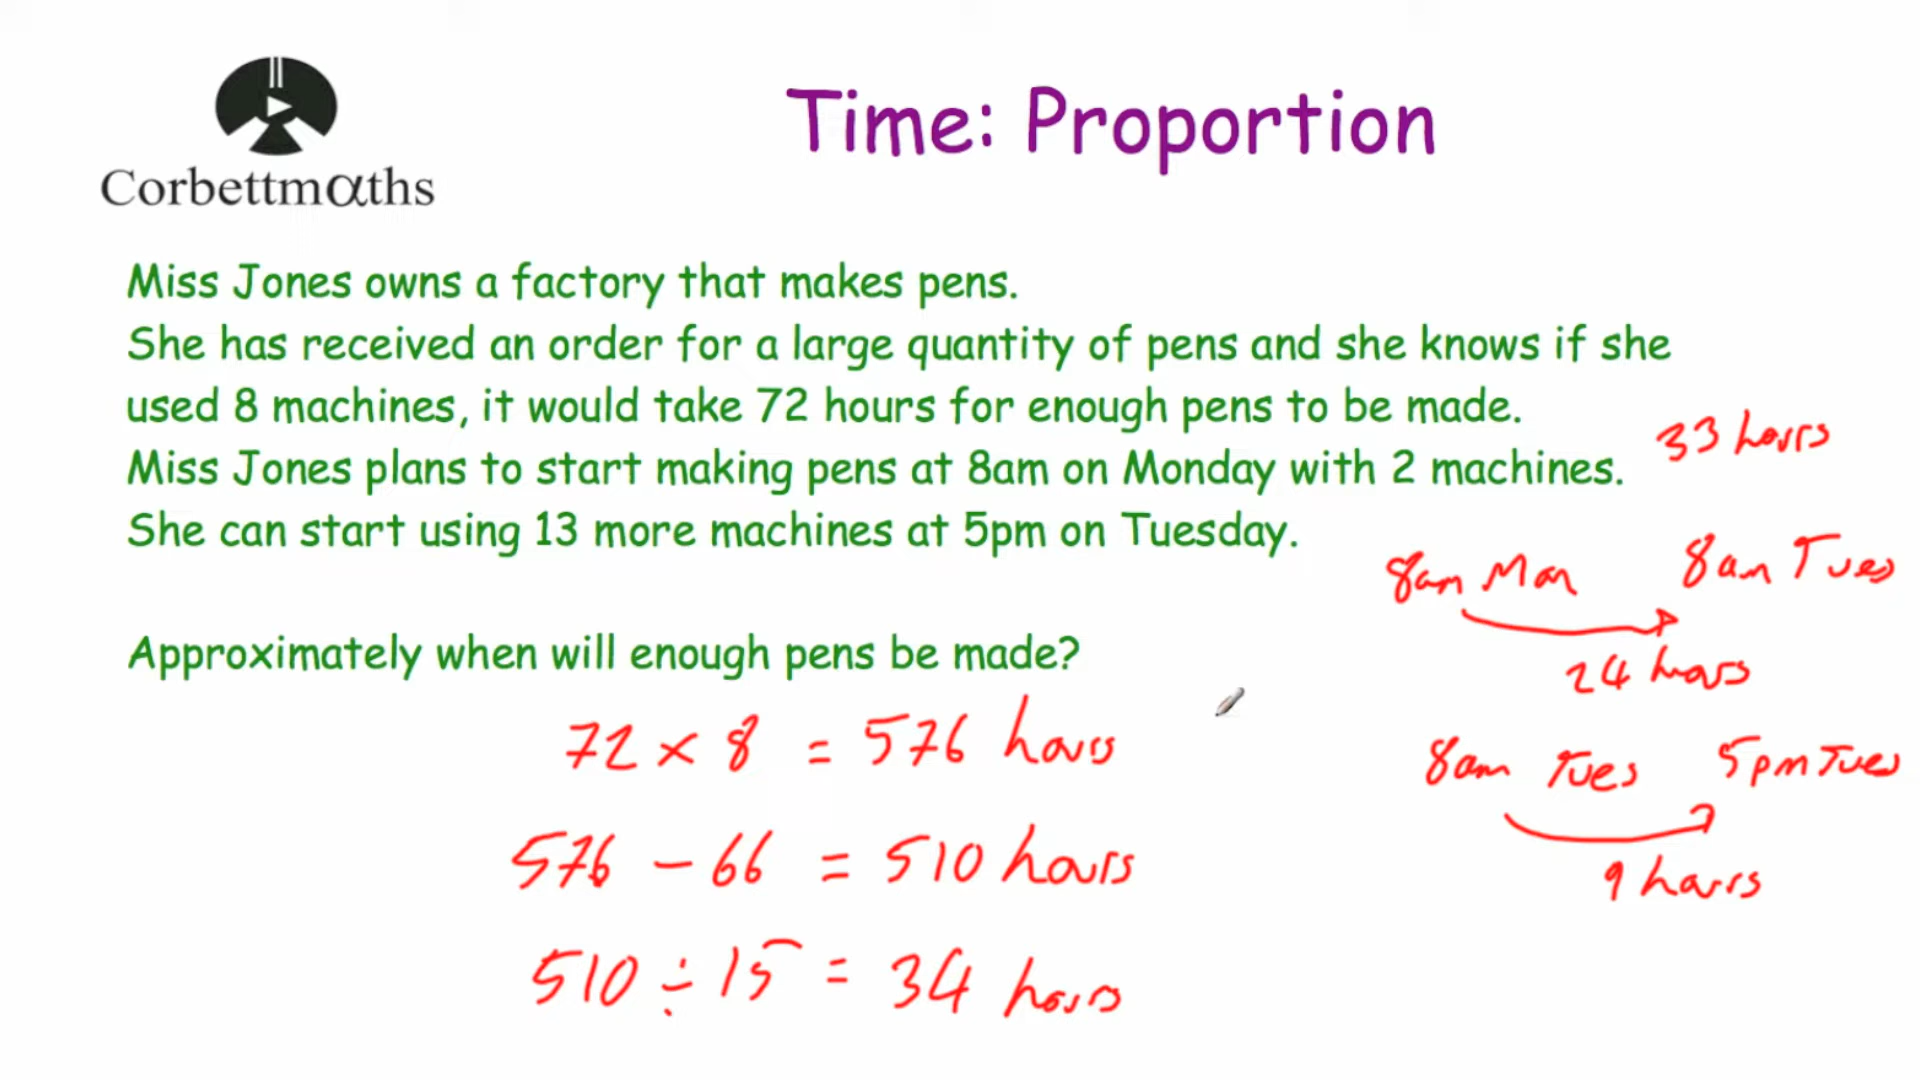 Corbettmαths
Time: Proportion
Miss Jones owns a factory that makes pens.
She has received an order for a large quantity of pens and she knows if she
used 8 machines, it would take 72 hours for enough pens to be made.
Miss Jones plans to start making pens at 8am on Monday with 2 machines.
She can start using 13 more machines at 5pm on Tuesday.
Approximately when will enough pens be made?
33 hours
8am Mon 8am Tues
24 hours
8am Tues 5pm Tues
9 hours
72 × 8 = 576 hours
576 - 66 = 510 hours
510 ÷ 15 = 34 hours